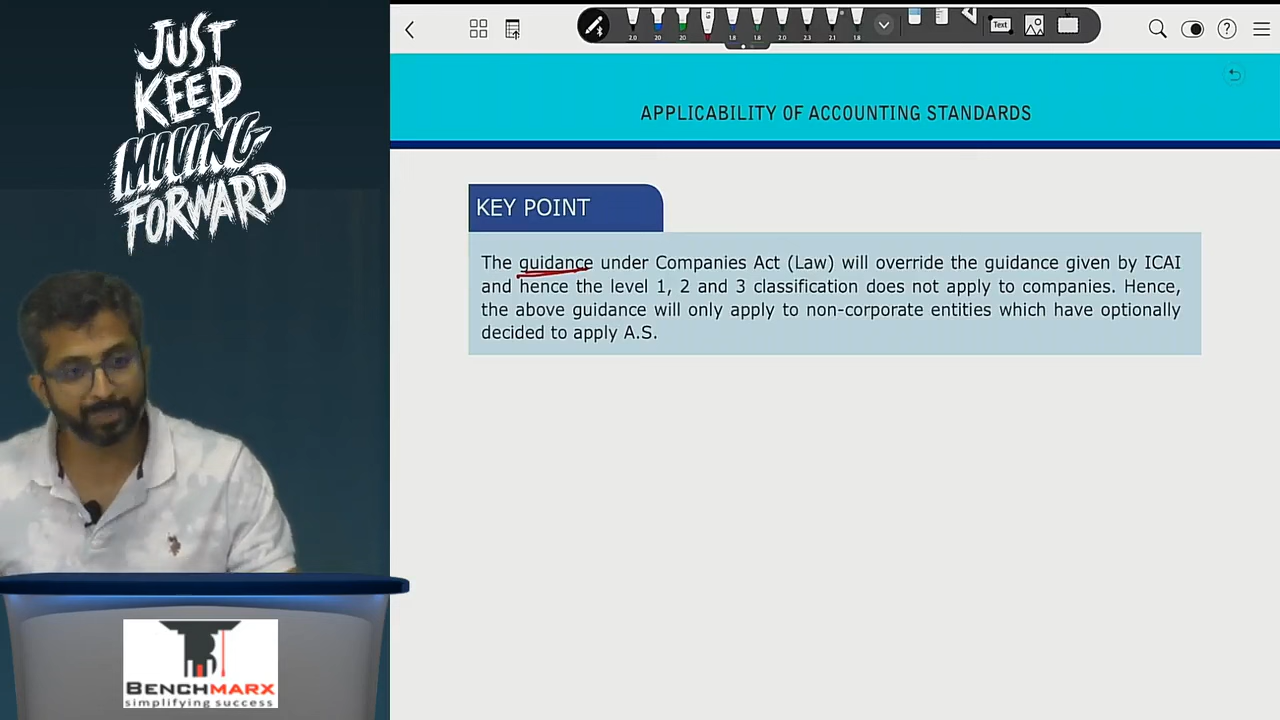 JUST
KEEP
MOVING
FORWARD
Text
APPLICABILITY OF ACCOUNTING STANDARDS
KEY POINT
The guidance under Companies Act (Law) will override the guidance given by ICAI
and hence the level 1, 2 and 3 classification does not apply to companies. Hence,
the above guidance will only apply to non-corporate entities which have optionally
decided to apply A.S.
BENCHMARX
simplifying success